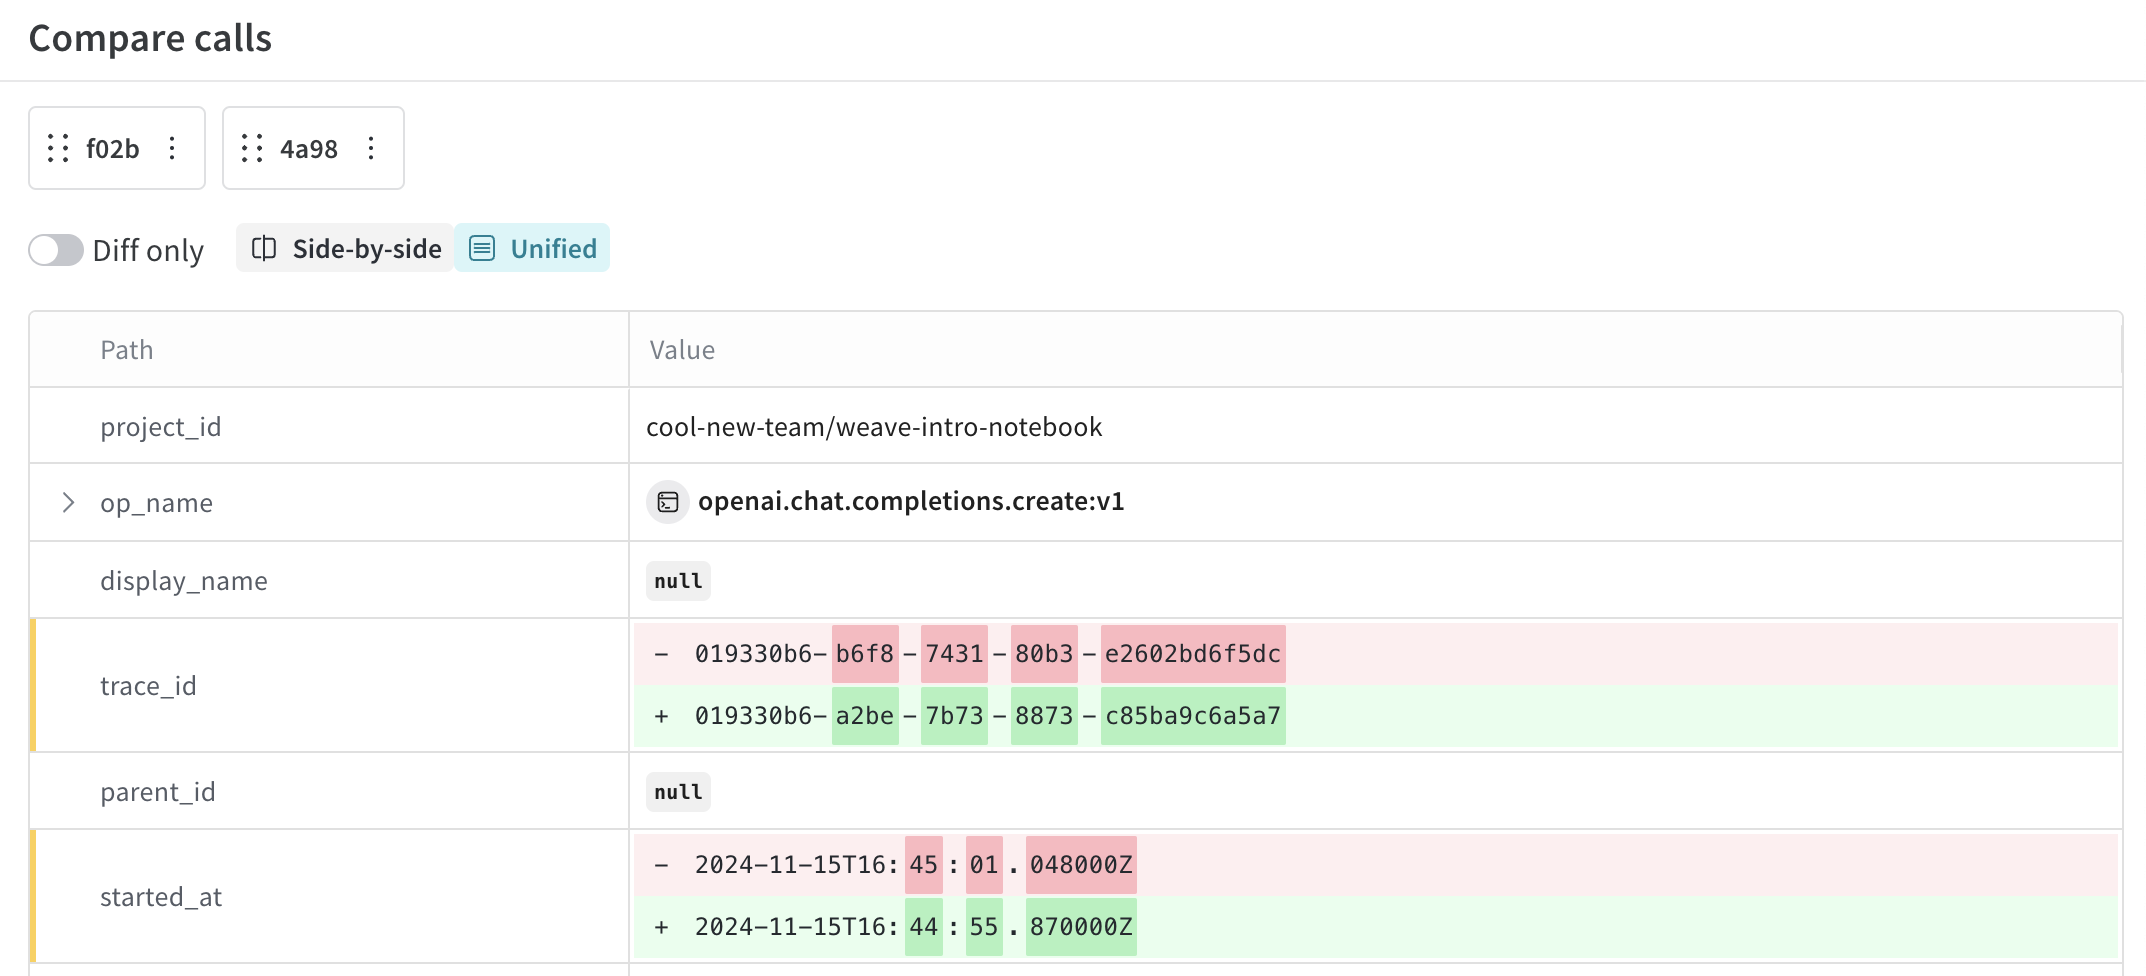 Compare calls
f02b 4a98
Diff only Side-by-side Unified
Path Value
project_id cool-new-team/weave-intro-notebook
op_name openai.chat.completions.create:v1
display_name null
trace_id
- 019330b6-b6f8-7431-80b3-e2602bd6f5dc
+ 019330b6-a2be-7b73-8873-c85ba9c6a5a7
parent_id null
started_at
- 2024-11-15T16:45:01.048000Z
+ 2024-11-15T16:44:55.870000Z